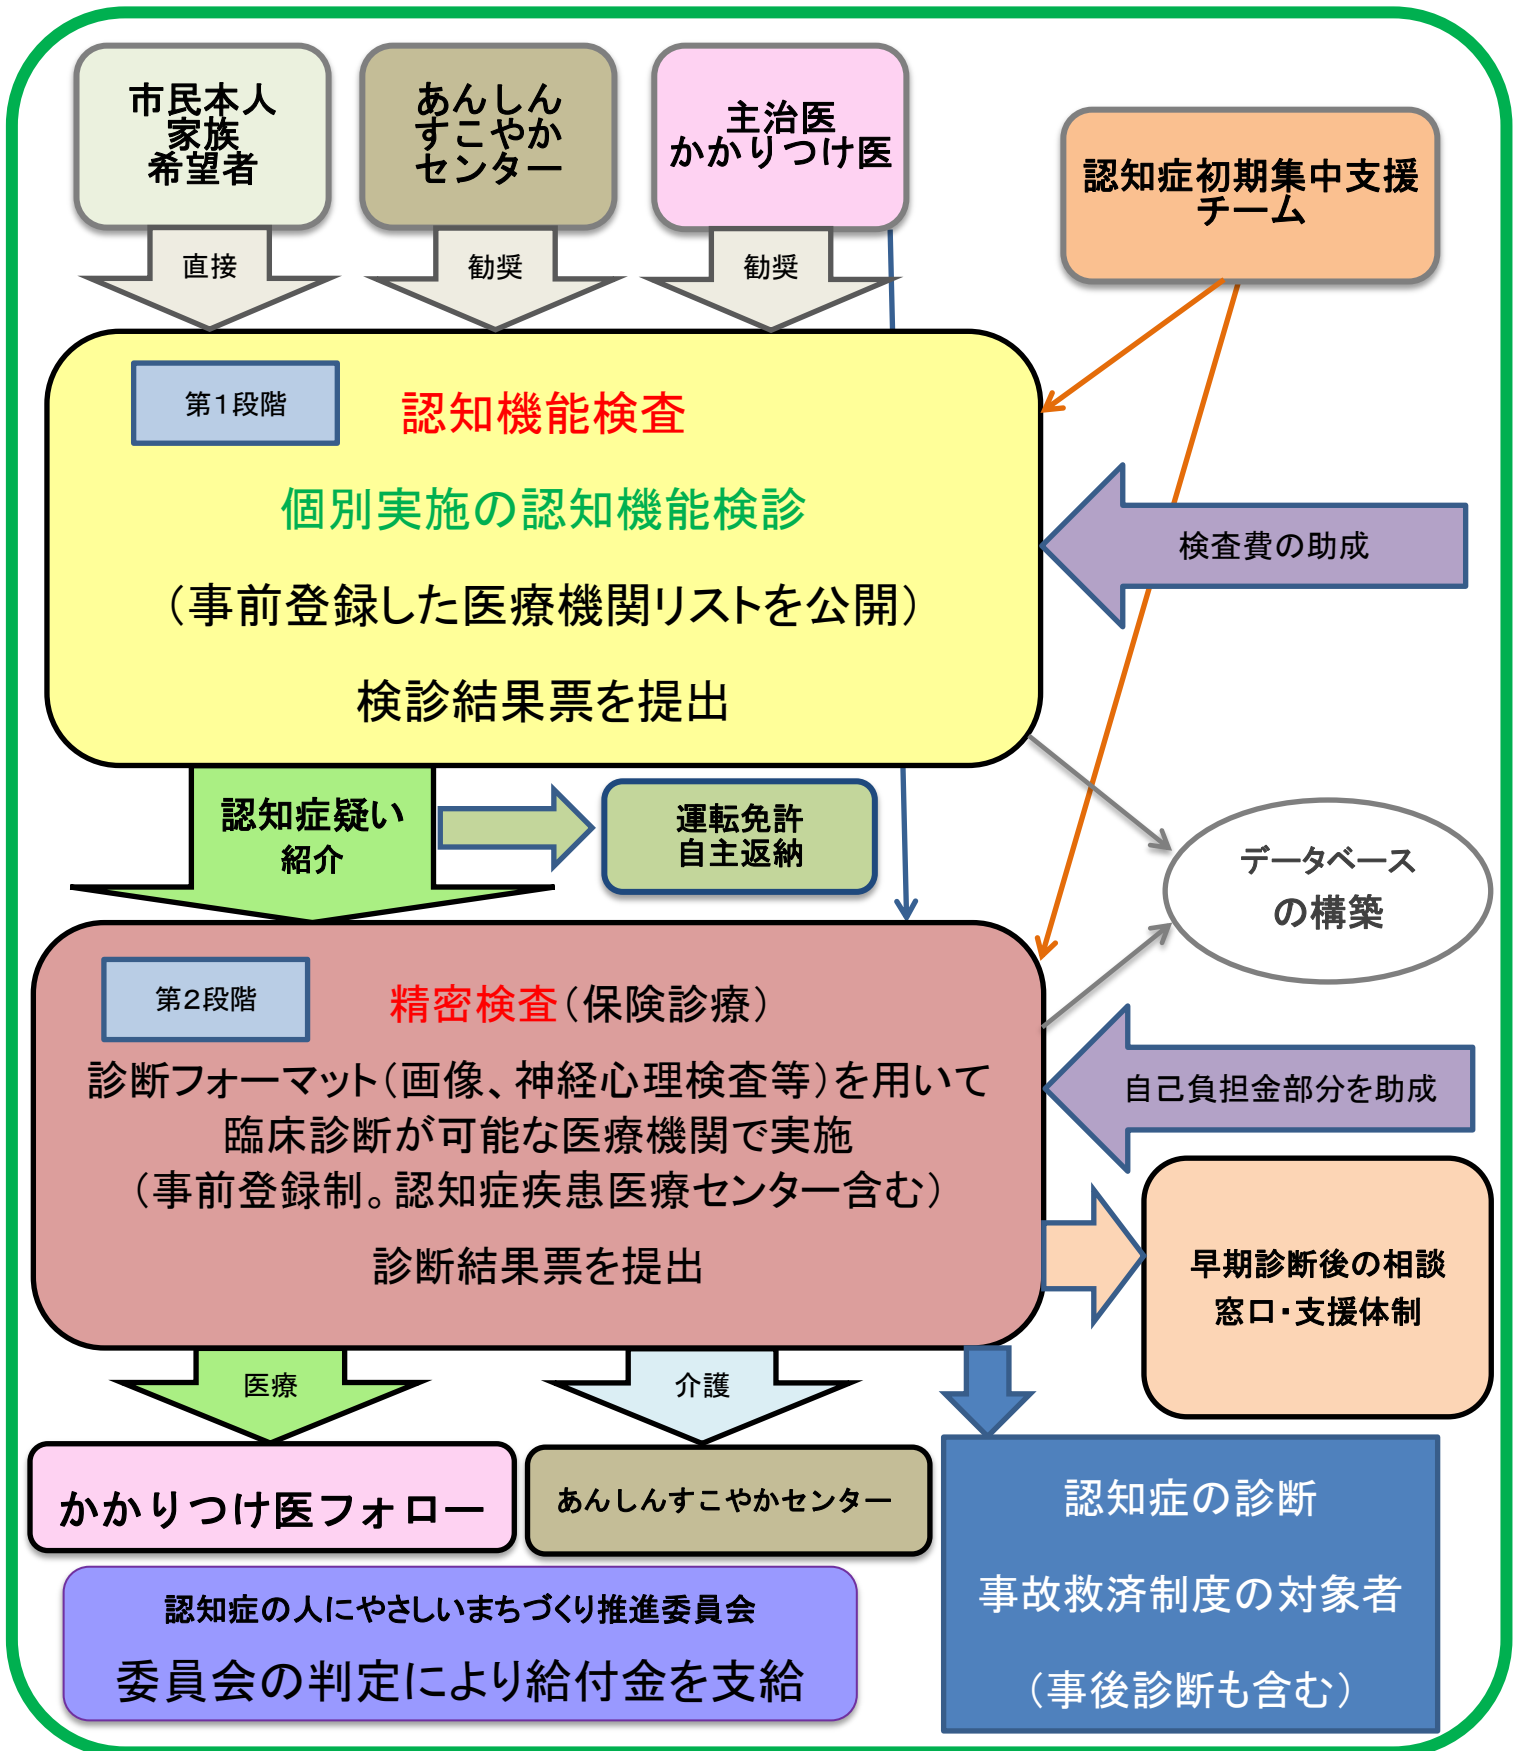 市民本人
家族
希望者
あんしん
すこやか
センター
主治医
かかりつけ医
認知症初期集中支援
チーム
直接
勧奨
勧奨
第1段階
認知機能検査
個別実施の認知機能検診
（事前登録した医療機関リストを公開）
検診結果票を提出
検査費の助成
認知症疑い
紹介
運転免許
自主返納
データベース
の構築
第2段階
精密検査（保険診療）
診断フォーマット（画像、神経心理検査等）を用いて
臨床診断が可能な医療機関で実施
（事前登録制。認知症疾患医療センター含む）
診断結果票を提出
自己負担金部分を助成
早期診断後の相談
窓口・支援体制
医療
介護
かかりつけ医フォロー
あんしんすこやかセンター
認知症の診断
事故救済制度の対象者
（事後診断も含む）
認知症の人にやさしいまちづくり推進委員会
委員会の判定により給付金を支給